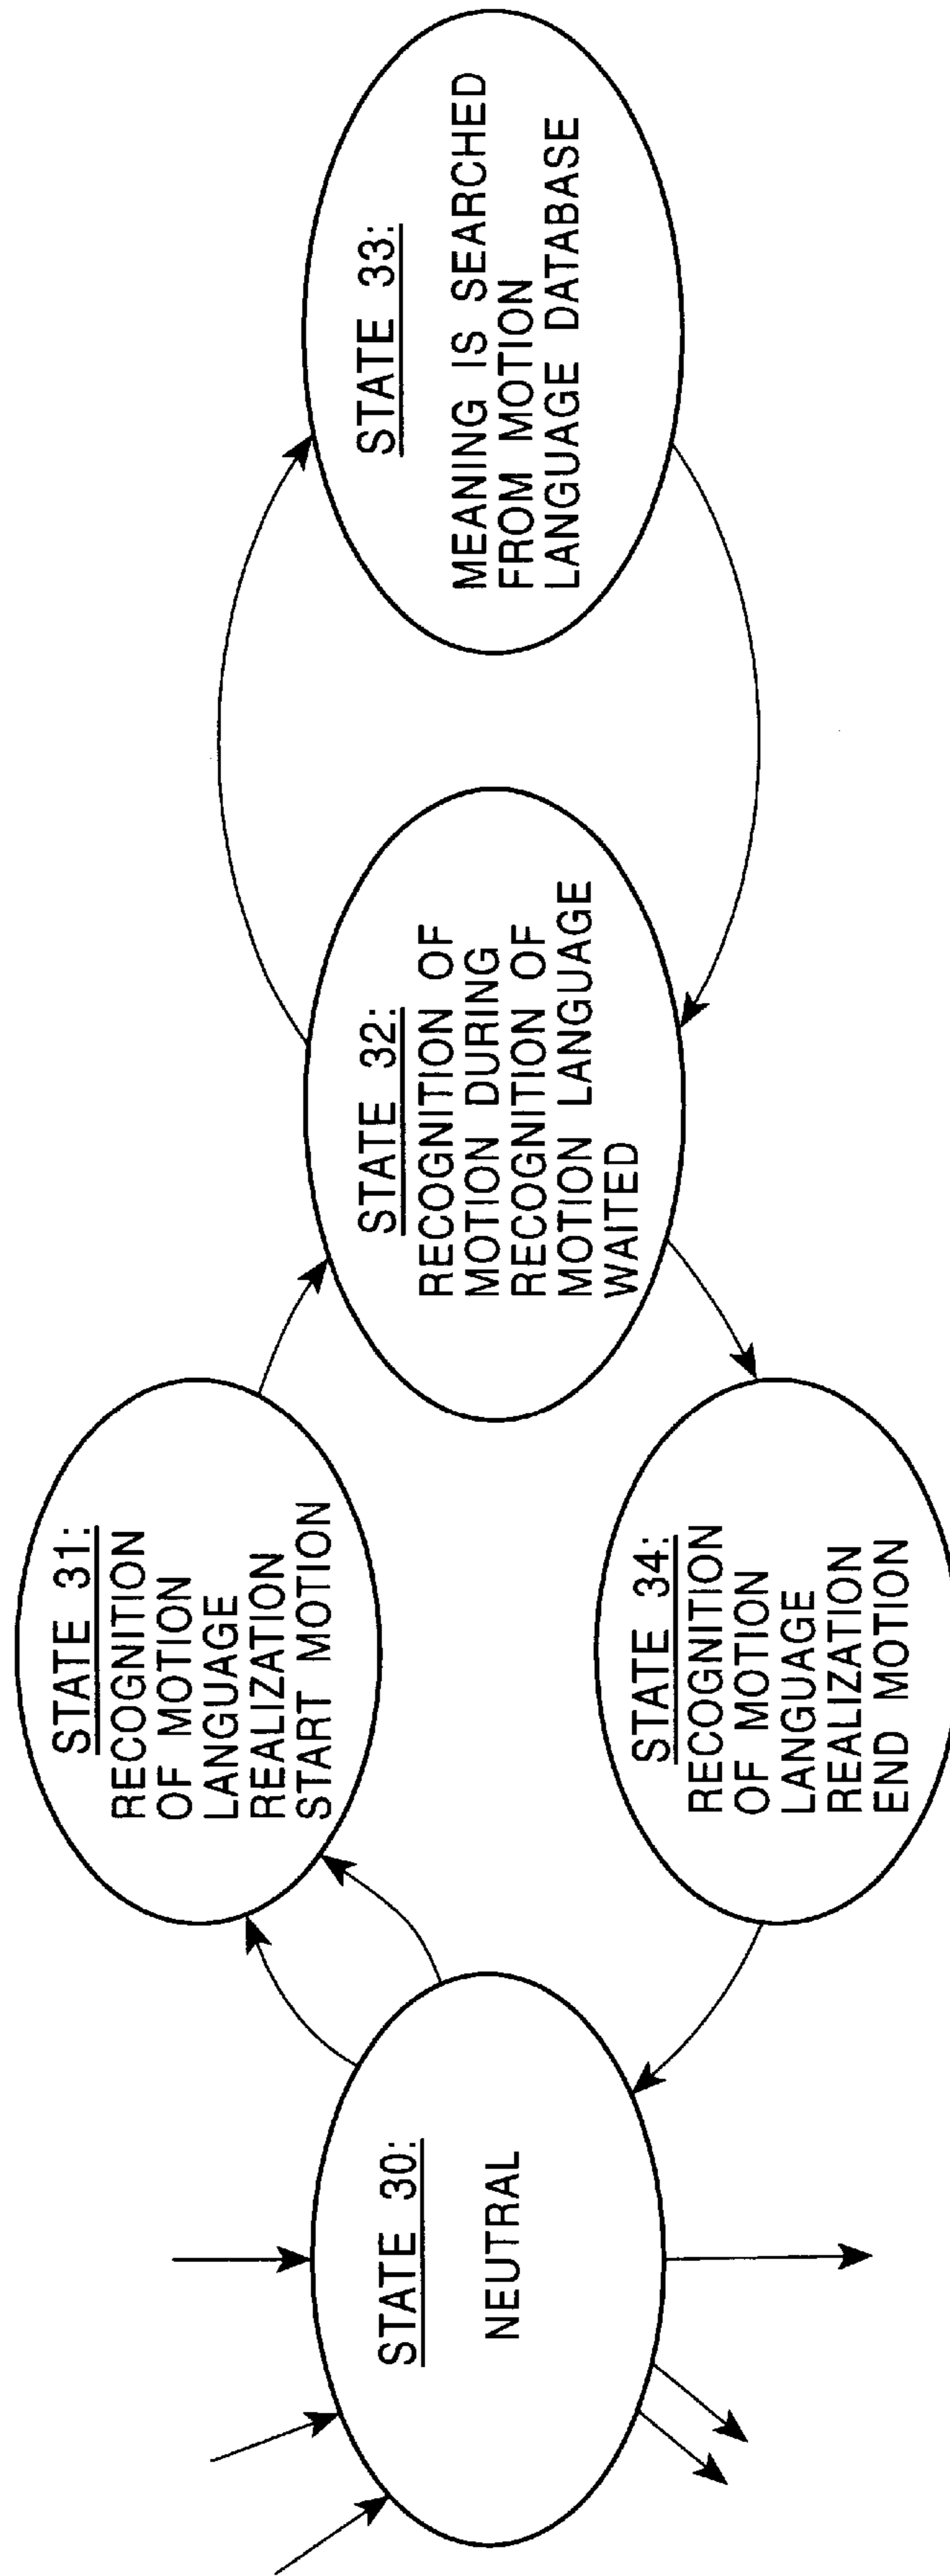 STATE 30:
NEUTRAL
STATE 31:
RECOGNITION
OF MOTION
LANGUAGE
REALIZATION
START MOTION
STATE 32:
RECOGNITION OF
MOTION DURING
RECOGNITION OF
MOTION LANGUAGE
WAITED
STATE 33:
MEANING IS SEARCHED
FROM MOTION
LANGUAGE DATABASE
STATE 34:
RECOGNITION
OF MOTION
LANGUAGE
REALIZATION
END MOTION